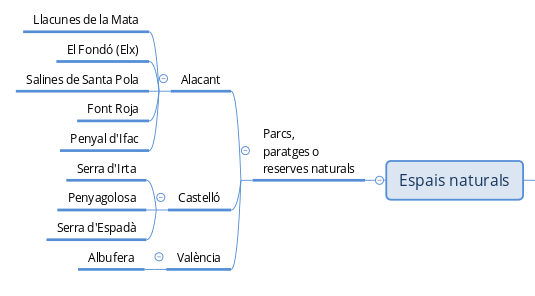 Llacunes de la Mata
El Fondó (Elx)
Salines de Santa Pola
Alacant
Font Roja
Penyal d'Ifac
Parcs,
paratges o
reserves naturals
Espais naturals
Serra d'Irta
Penyagolosa
Castelló
Serra d'Espadà
Albufera
València